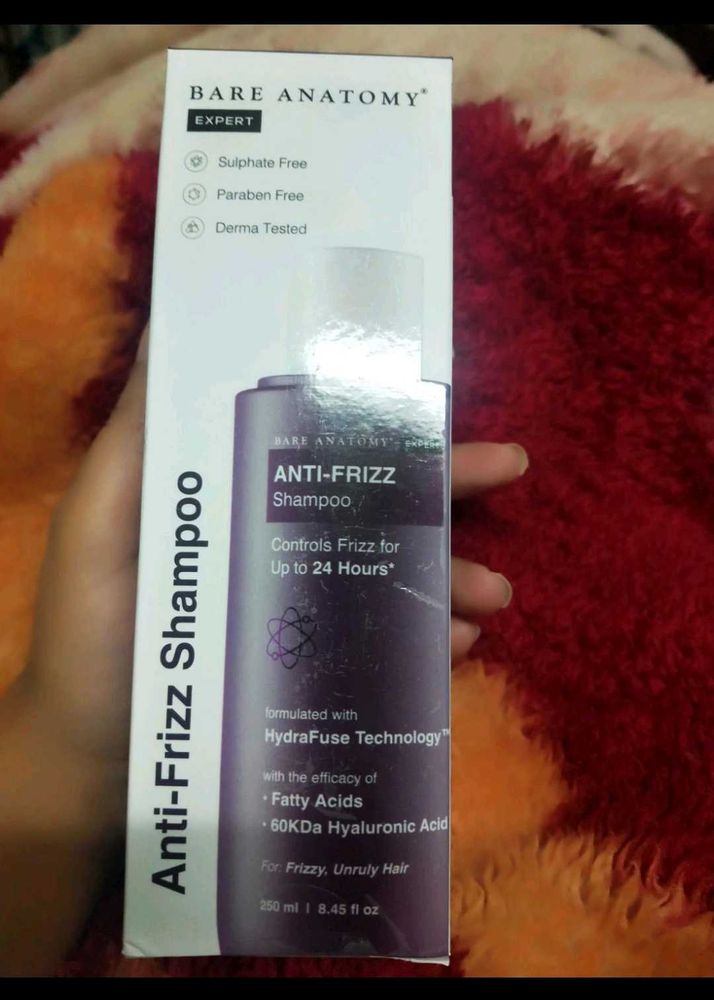 BARE ANATOMY®
EXPERT
Sulphate Free
Paraben Free
Derma Tested
Anti-Frizz Shampoo
BARE ANATOMY® EXPERT
ANTI-FRIZZ
Shampoo
Controls Frizz for
Up to 24 Hours*
formulated with
HydraFuse Technology™
with the efficacy of
• Fatty Acids
• 60KDa Hyaluronic Acid
For: Frizzy, Unruly Hair
250 ml | 8.45 fl oz